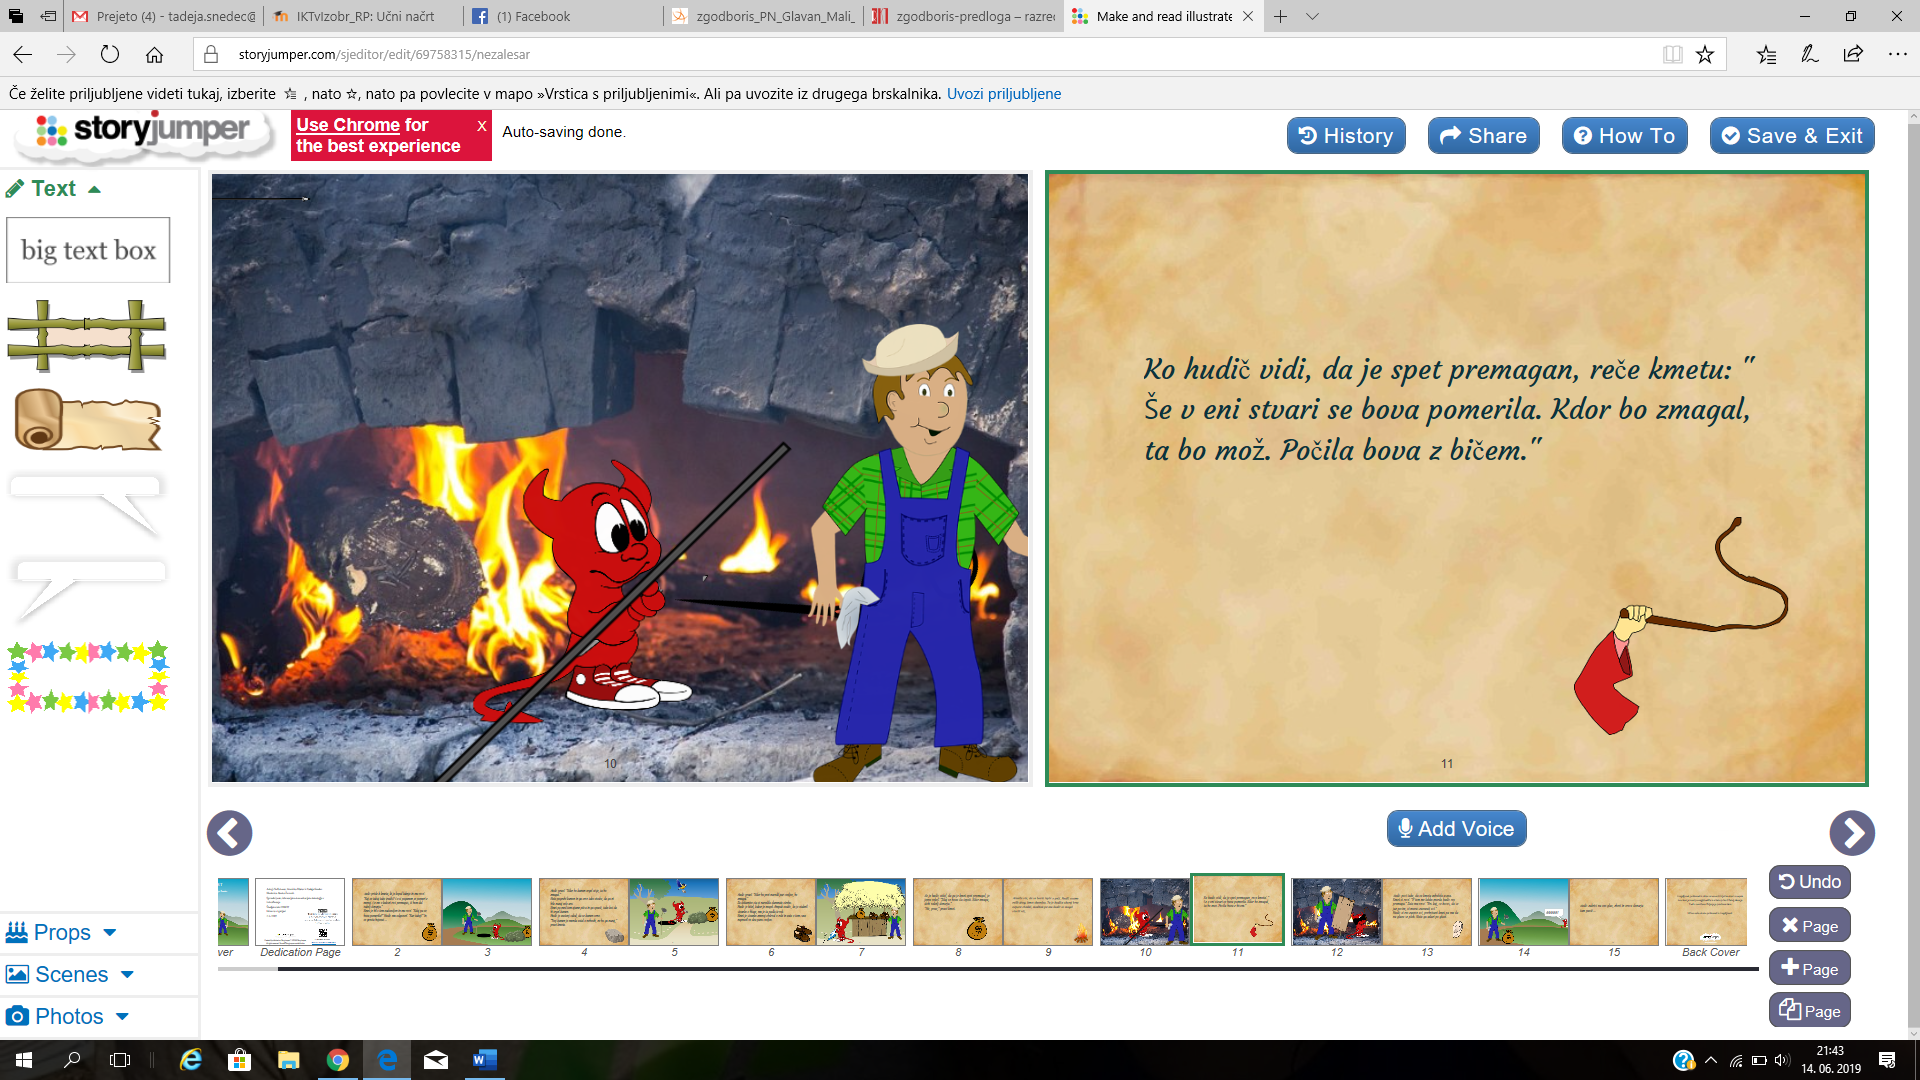 Prejeto (4) - tadeja.snedec@
IKTvIzobr_RP: Učni načrt
(1) Facebook
zgodboris_PN_Glavan_Mali_
zgodboris-predloga – razred
Make and read illustrate
storyjumper.com/sjeditor/edit/69758315/nezalesar
Če želite priljubljene videti tukaj, izberite , nato ☆, nato pa povlecite v mapo »Vrstica s priljubljenimi«. Ali pa uvozite iz drugega brskalnika. Uvozi priljubljene
storyjumper
Use Chrome for
the best experience
X
Auto-saving done.
History
Share
How To
Save & Exit
Text
big text box
Props
Scenes
Photos
10
Ko hudič vidi, da je spet premagan, reče kmetu: "
Še v eni stvari se bova pomerila. Kdor bo zmagal,
ta bo mož. Počila bova z bičem."
11
Add Voice
ver
Dedication Page
2
3
4
5
6
7
8
9
10
11
12
13
14
15
Back Cover
Undo
Page
Page
Page
21:43
14. 06. 2019